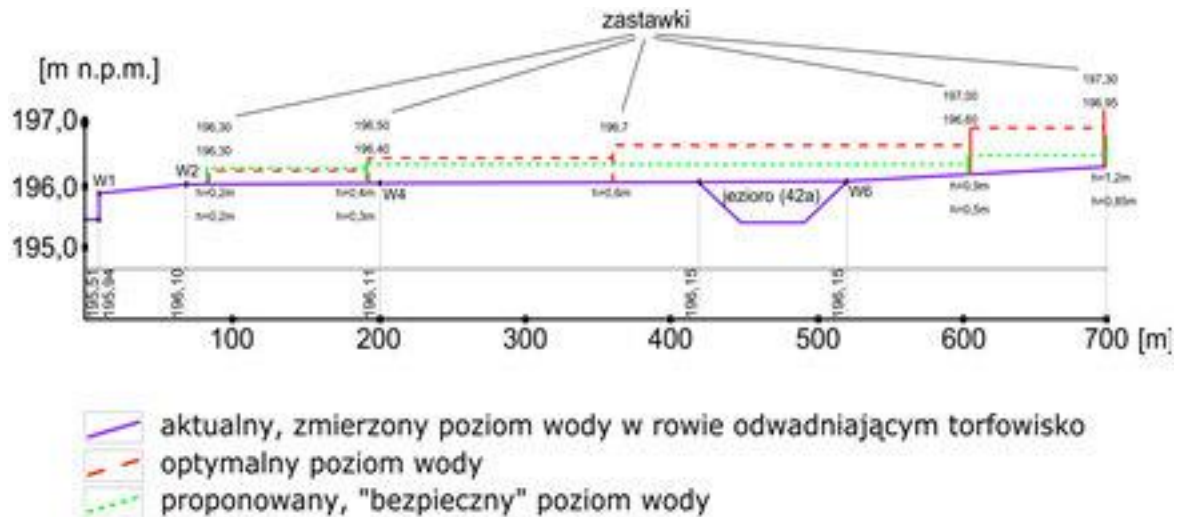 zastawki
[m n.p.m.]
197,30
197,00
196,95
196,50
196,30
196,7
196,60
197,0
196,40
196,30
W1
W2
196,0
h=0,2m
h=0,4m
W4
h=0,6m
jezioro (42a)
W6
h=0,9m
h=1,2m
h=0,2m
h=0,3m
h=0,5m
h=0,85m
195,0
195.51
195.94
196,10
196,11
196,15
196,15
100
200
300
400
500
600
700
[m]
aktualny, zmierzony poziom wody w rowie odwadniającym torfowisko
optymalny poziom wody
proponowany, "bezpieczny" poziom wody